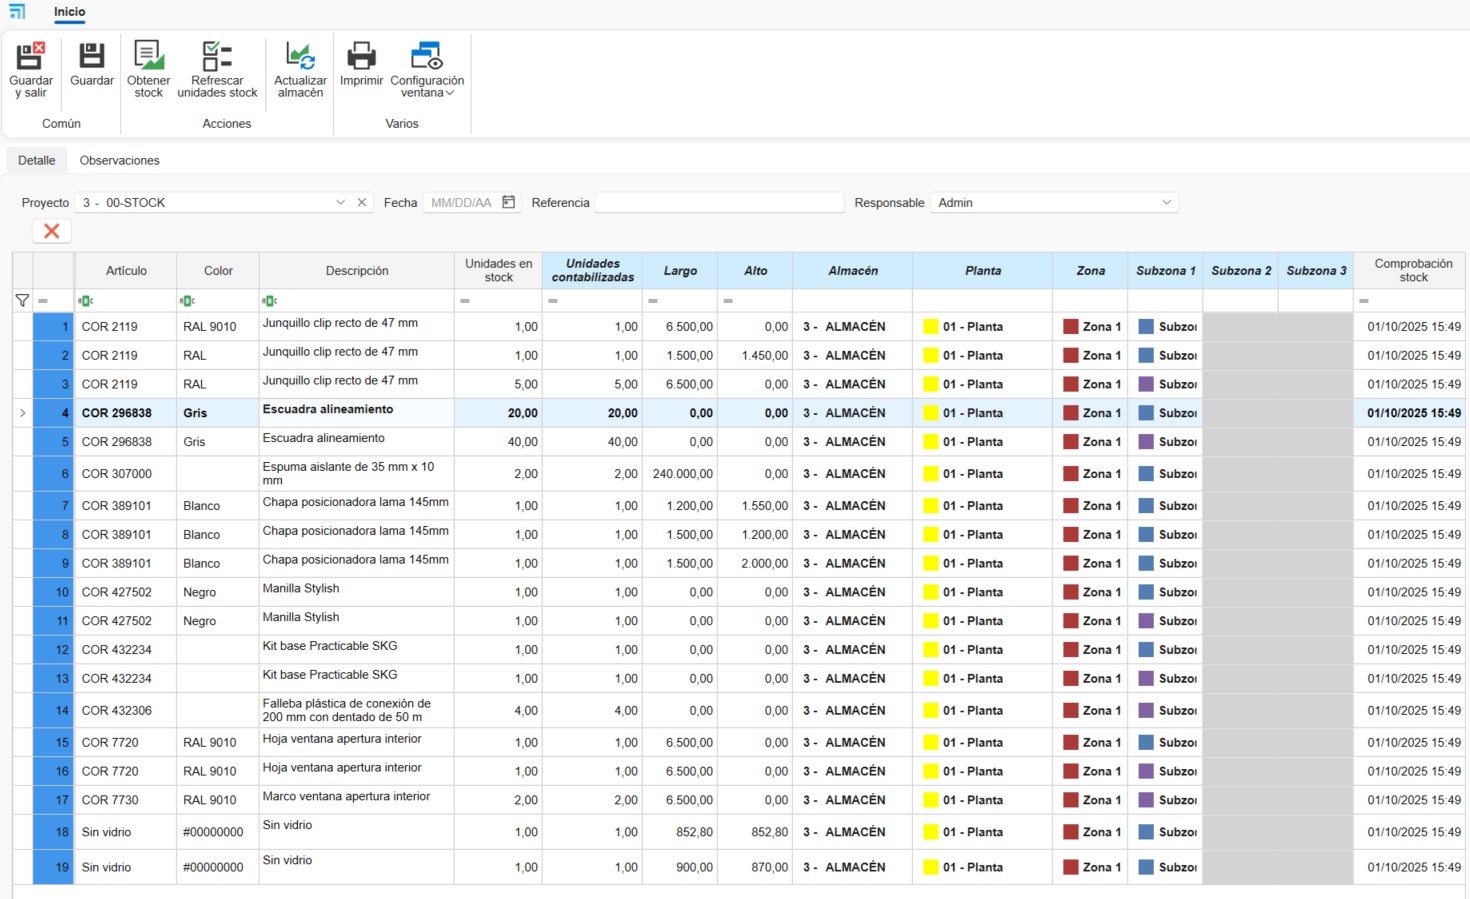 Inicio
Guardar y salir
Guardar
Obtener stock
Refrescar unidades stock
Actualizar almacén
Imprimir
Configuración ventana
Común
Acciones
Varios
Detalle Observaciones
Proyecto 3 - 00-STOCK Fecha MM/DD/AA Referencia Responsable Admin
Artículo Color Descripción Unidades en stock Unidades contabilizadas Largo Alto Almacén Planta Zona Subzona 1 Subzona 2 Subzona 3 Comprobación stock
1 COR 2119 RAL 9010 Junquillo clip recto de 47 mm 1,00 1,00 6.500,00 0,00 3 - ALMACÉN 01 - Planta Zona 1 Subzo 01/10/2025 15:49
2 COR 2119 RAL Junquillo clip recto de 47 mm 1,00 1,00 1.500,00 1.450,00 3 - ALMACÉN 01 - Planta Zona 1 Subzo 01/10/2025 15:49
3 COR 2119 RAL Junquillo clip recto de 47 mm 5,00 5,00 6.500,00 0,00 3 - ALMACÉN 01 - Planta Zona 1 Subzo 01/10/2025 15:49
4 COR 296838 Gris Escuadra alineamiento 20,00 20,00 0,00 0,00 3 - ALMACÉN 01 - Planta Zona 1 Subzo 01/10/2025 15:49
5 COR 296838 Gris Escuadra alineamiento 40,00 40,00 0,00 0,00 3 - ALMACÉN 01 - Planta Zona 1 Subzo 01/10/2025 15:49
6 COR 307000 Espuma aislante de 35 mm x 10 mm 2,00 2,00 240.000,00 0,00 3 - ALMACÉN 01 - Planta Zona 1 Subzo 01/10/2025 15:49
7 COR 389101 Blanco Chapa posicionadora lama 145mm 1,00 1,00 1.200,00 1.550,00 3 - ALMACÉN 01 - Planta Zona 1 Subzo 01/10/2025 15:49
8 COR 389101 Blanco Chapa posicionadora lama 145mm 1,00 1,00 1.500,00 1.200,00 3 - ALMACÉN 01 - Planta Zona 1 Subzo 01/10/2025 15:49
9 COR 389101 Blanco Chapa posicionadora lama 145mm 1,00 1,00 1.500,00 2.000,00 3 - ALMACÉN 01 - Planta Zona 1 Subzo 01/10/2025 15:49
10 COR 427502 Negro Manilla Stylish 1,00 1,00 0,00 0,00 3 - ALMACÉN 01 - Planta Zona 1 Subzo 01/10/2025 15:49
11 COR 427502 Negro Manilla Stylish 1,00 1,00 0,00 0,00 3 - ALMACÉN 01 - Planta Zona 1 Subzo 01/10/2025 15:49
12 COR 432234 Kit base Practicable SKG 1,00 1,00 0,00 0,00 3 - ALMACÉN 01 - Planta Zona 1 Subzo 01/10/2025 15:49
13 COR 432234 Kit base Practicable SKG 1,00 1,00 0,00 0,00 3 - ALMACÉN 01 - Planta Zona 1 Subzo 01/10/2025 15:49
14 COR 432306 Falleba plástica de conexión de 200 mm con dentado de 50 m 4,00 4,00 0,00 0,00 3 - ALMACÉN 01 - Planta Zona 1 Subzo 01/10/2025 15:49
15 COR 7720 RAL 9010 Hoja ventana apertura interior 1,00 1,00 6.500,00 0,00 3 - ALMACÉN 01 - Planta Zona 1 Subzo 01/10/2025 15:49
16 COR 7720 RAL 9010 Hoja ventana apertura interior 1,00 1,00 6.500,00 0,00 3 - ALMACÉN 01 - Planta Zona 1 Subzo 01/10/2025 15:49
17 COR 7730 RAL 9010 Marco ventana apertura interior 2,00 2,00 6.500,00 0,00 3 - ALMACÉN 01 - Planta Zona 1 Subzo 01/10/2025 15:49
18 Sin vidrio #00000000 Sin vidrio 1,00 1,00 852,80 852,80 3 - ALMACÉN 01 - Planta Zona 1 Subzo 01/10/2025 15:49
19 Sin vidrio #00000000 Sin vidrio 1,00 1,00 900,00 870,00 3 - ALMACÉN 01 - Planta Zona 1 Subzo 01/10/2025 15:49